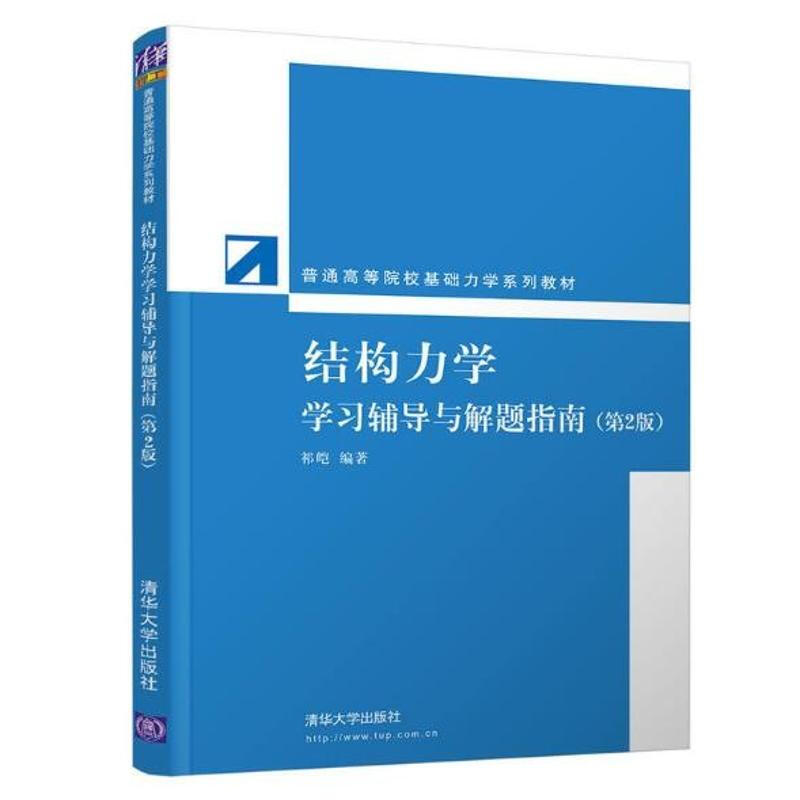 清华
理工
普通高等院校基础力学系列教材
结构力学学习辅导与解题指南（第2版）
清华大学出版社
普通高等院校基础力学系列教材
结构力学
学习辅导与解题指南（第2版）
祁皑 编著
清华大学出版社
http://www.tup.com.cn